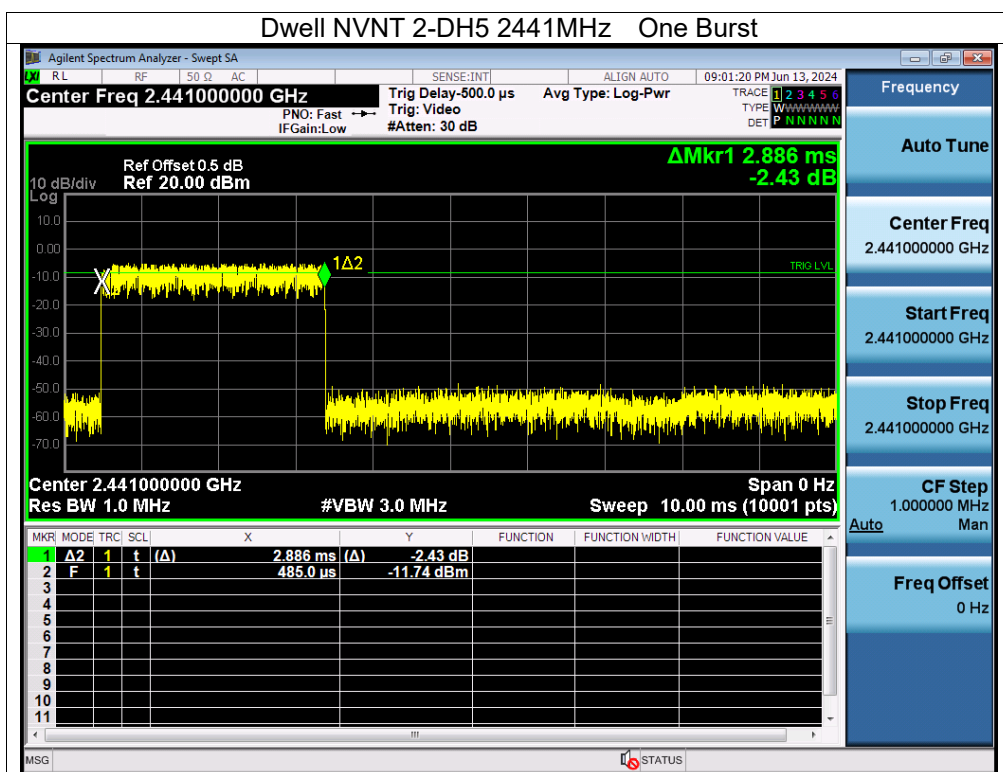 Dwell NVNT 2-DH5 2441MHz    One Burst
Agilent Spectrum Analyzer - Swept SA
LXI RL RF 50 Ω AC SENSE:INT ALIGN AUTO 09:01:20 PM Jun 13, 2024
Center Freq 2.441000000 GHz
PNO: Fast
IFGain:Low
Trig Delay-500.0 µs
Trig: Video
#Atten: 30 dB
Avg Type: Log-Pwr
TRACE 1 2 3 4 5 6
TYPE WWWWWWW
DET P NNNNN
Frequency
Auto Tune
ΔMkr1 2.886 ms
-2.43 dB
Ref Offset 0.5 dB
10 dB/div Ref 20.00 dBm
Log
10.0
0.00
-10.0
-20.0
-30.0
-40.0
-50.0
-60.0
-70.0
1Δ2
TRIG LVL
Center 2.441000000 GHz Span 0 Hz
Res BW 1.0 MHz #VBW 3.0 MHz Sweep 10.00 ms (10001 pts)
Center Freq
2.441000000 GHz
Start Freq
2.441000000 GHz
Stop Freq
2.441000000 GHz
CF Step
1.000000 MHz
Auto Man
Freq Offset
0 Hz
MKR MODE TRC SCL X Y FUNCTION FUNCTION WIDTH FUNCTION VALUE
1 Δ2 1 t (Δ) 2.886 ms (Δ) -2.43 dB
2 F 1 t 485.0 µs -11.74 dBm
3
4
5
6
7
8
9
10
11
MSG STATUS